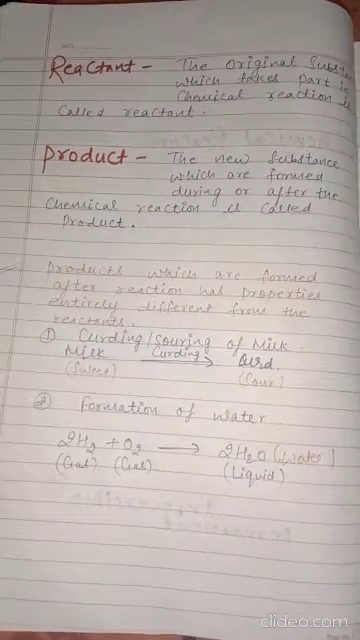 Reactant - The original Substance
which takes part in
Chemical reaction is
Called reactant.
Product - The new Substance
which are formed
during or after the
Chemical reaction is called
Product.
Products which are formed
after reaction has properties
entirely different from the
reactants.
① Curding/Souring of Milk.
Milk Curding → Curd.
(Sweet) (Sour)
② Formation of water
2H₂ + O₂ → 2H₂O (water)
(Gas) (Gas) (Liquid)
clideo.com